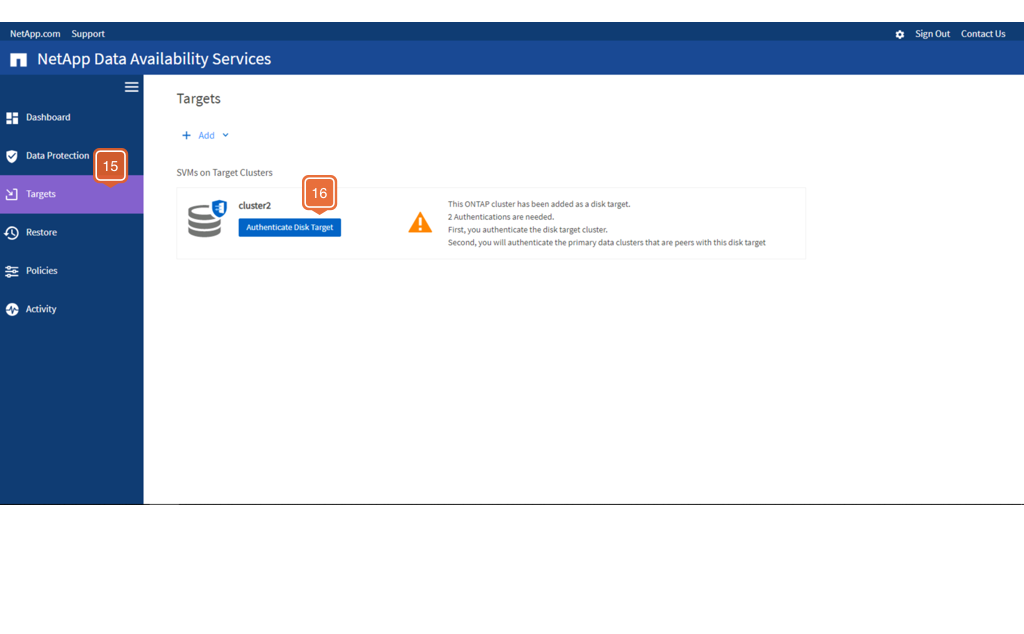 NetApp.com Support Sign Out Contact Us
NetApp Data Availability Services
Dashboard
Data Protection
15
Targets
Restore
Policies
Activity
Targets
+ Add
SVMs on Target Clusters
16
cluster2
Authenticate Disk Target
This ONTAP cluster has been added as a disk target.
2 Authentications are needed.
First, you authenticate the disk target cluster.
Second, you will authenticate the primary data clusters that are peers with this disk target